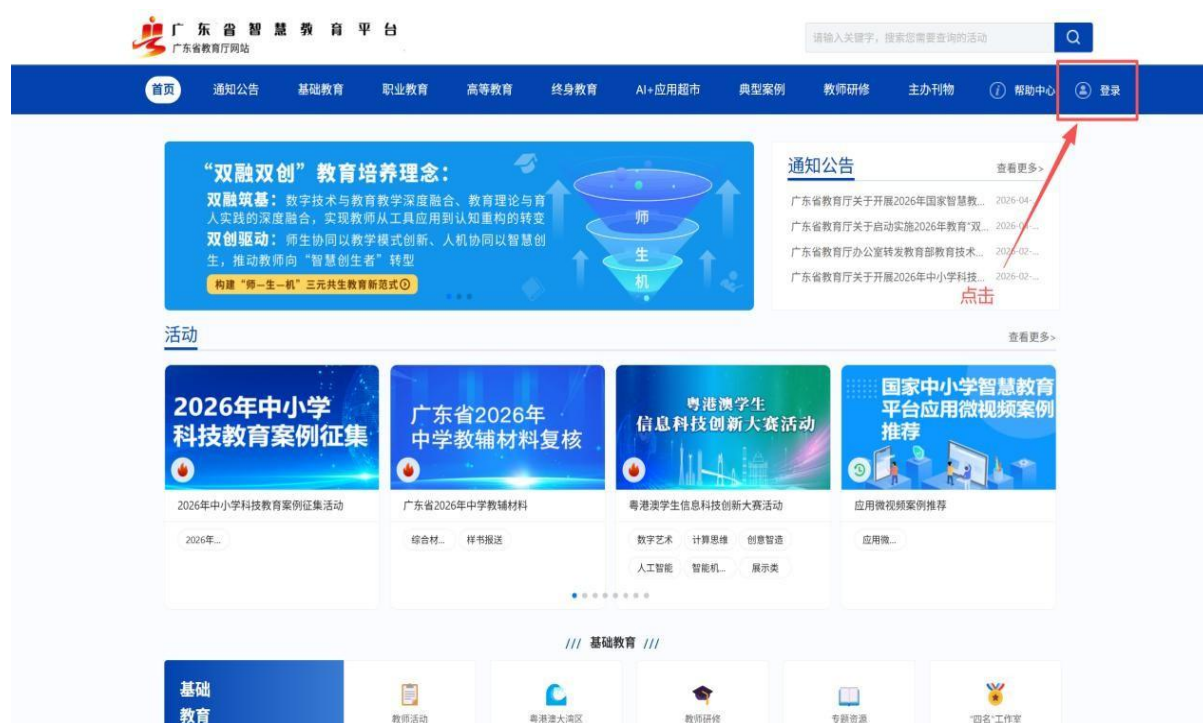 广东省智慧教育平台
广东省教育厅网站
请输入关键字，搜索您需要查询的活动
首页 通知公告 基础教育 职业教育 高等教育 终身教育 AI+应用超市 典型案例 教师研修 主办刊物 帮助中心 登录
“双融双创”教育培养理念：
双融筑基：数字技术与教育教学深度融合、教育理论与育
人实践的深度融合，实现教师从工具应用到认知重构的转变
双创驱动：师生协同以教学模式创新、人机协同以智慧创
生，推动教师向“智慧创生者”转型
构建“师—生—机”三元共生教育新范式
师
生
机
通知公告 查看更多>
广东省教育厅关于开展2026年国家智慧教... 2026-04-...
广东省教育厅关于启动实施2026年教育“双...
广东省教育厅办公室转发教育部教育技术... 2026-02-...
广东省教育厅关于开展2026年中小学科技... 2026-02-...
点击
活动 查看更多>
2026年中小学
科技教育案例征集
广东省2026年
中学教辅材料复核
粤港澳学生
信息科技创新大赛活动
国家中小学智慧教育
平台应用微视频案例
推荐
2026年中小学科技教育案例征集活动
广东省2026年中学教辅材料
粤港澳学生信息科技创新大赛活动
应用微视频案例推荐
2026年...
综合材... 样书报送
数字艺术 计算思维 创意智造
人工智能 智能机... 展示类
应用微...
/// 基础教育 ///
基础
教育
教师活动
粤港澳大湾区
教师研修
专题资源
“四名”工作室